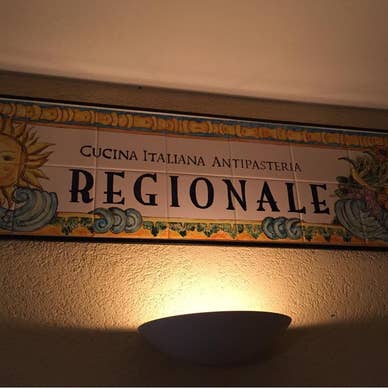 CUCINA ITALIANA ANTIPASTERIA
REGIONALE